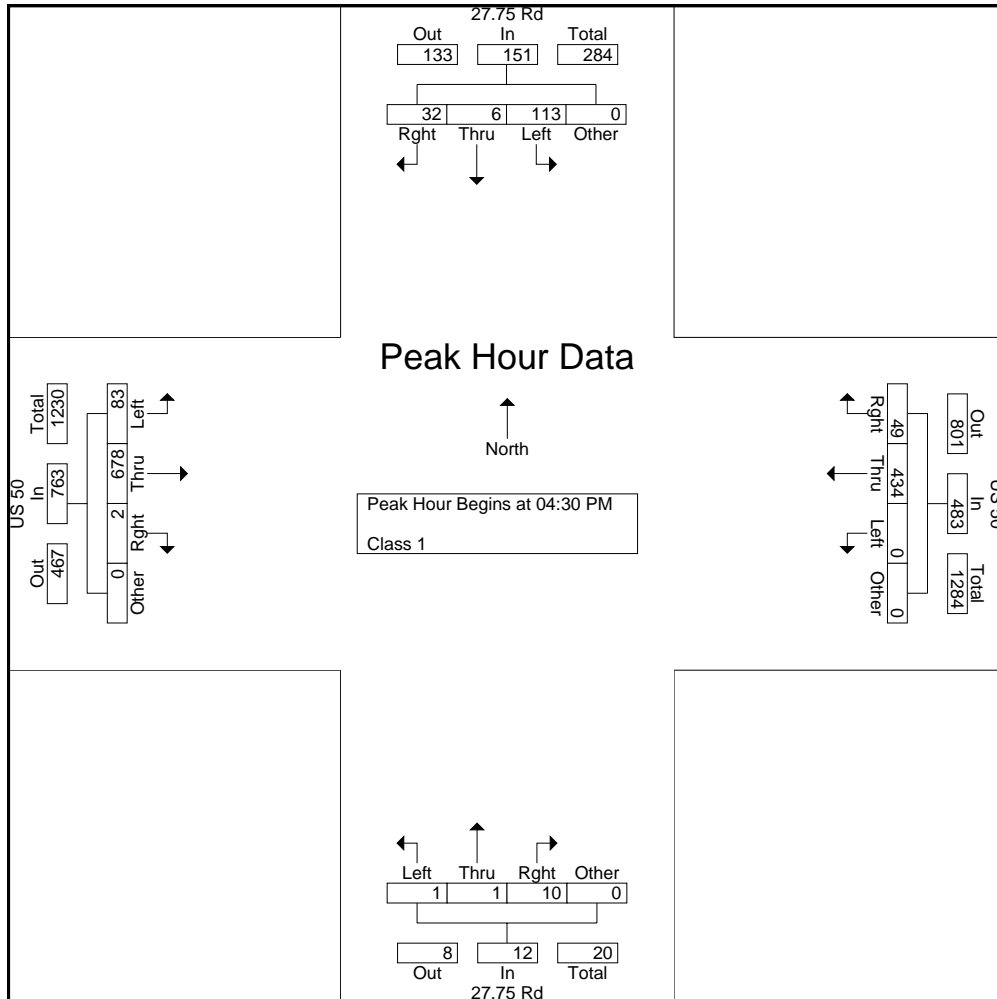 27.75 Rd
Out In Total
133 151 284
32 6 113 0
Rght Thru Left Other
Peak Hour Data
North
Peak Hour Begins at 04:30 PM
Class 1
US 50
Total In Out
1230 763 467
83 678 2 0
Left Thru Rght Other
Rght Thru Left Other
49 434 0 0
Out In Total
801 483 1284
US 50
Left Thru Rght Other
1 1 10 0
8 12 20
Out In Total
27.75 Rd